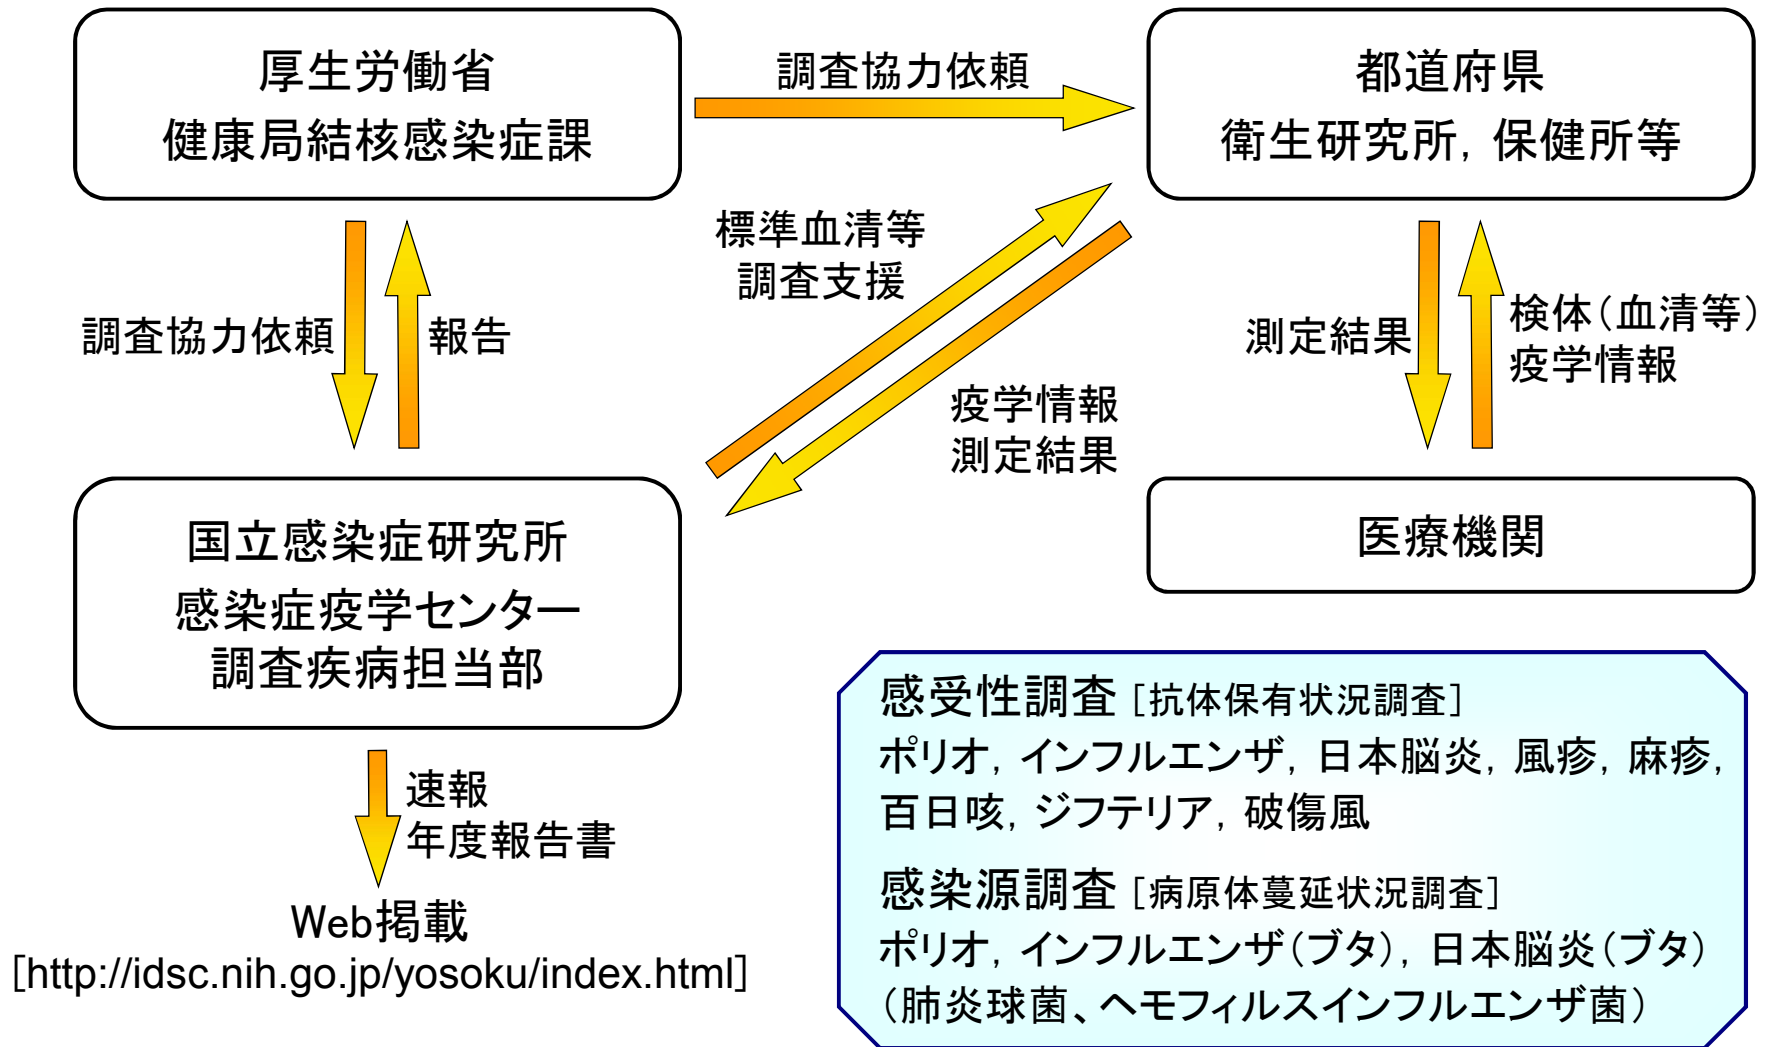 厚生労働省
健康局結核感染症課
調査協力依頼
都道府県
衛生研究所, 保健所等
標準血清等
調査支援
調査協力依頼
報告
疫学情報
測定結果
測定結果
検体(血清等)
疫学情報
国立感染症研究所
感染症疫学センター
調査疾病担当部
医療機関
速報
年度報告書
Web掲載
[http://idsc.nih.go.jp/yosoku/index.html]
感受性調査 [抗体保有状況調査]
ポリオ, インフルエンザ, 日本脳炎, 風疹, 麻疹,
百日咳, ジフテリア, 破傷風
感染源調査 [病原体蔓延状況調査]
ポリオ, インフルエンザ(ブタ), 日本脳炎(ブタ)
(肺炎球菌、ヘモフィルスインフルエンザ菌)